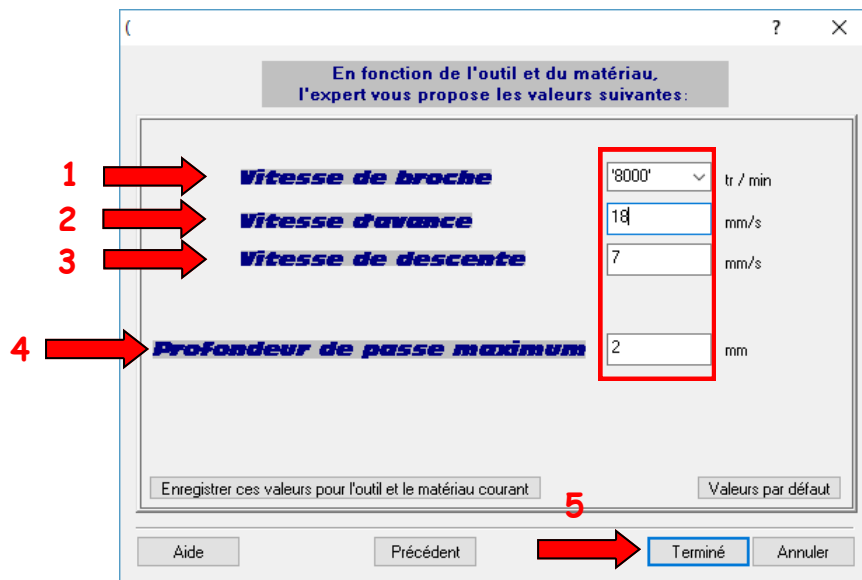 ( ? ×
En fonction de l'outil et du matériau,
l'expert vous propose les valeurs suivantes:
1 Vitesse de broche '8000' tr / min
2 Vitesse d'avance 18 mm/s
3 Vitesse de descente 7 mm/s
4 Profondeur de passe maximum 2 mm
Enregistrer ces valeurs pour l'outil et le matériau courant Valeurs par défaut
5
Aide Précédent Terminé Annuler